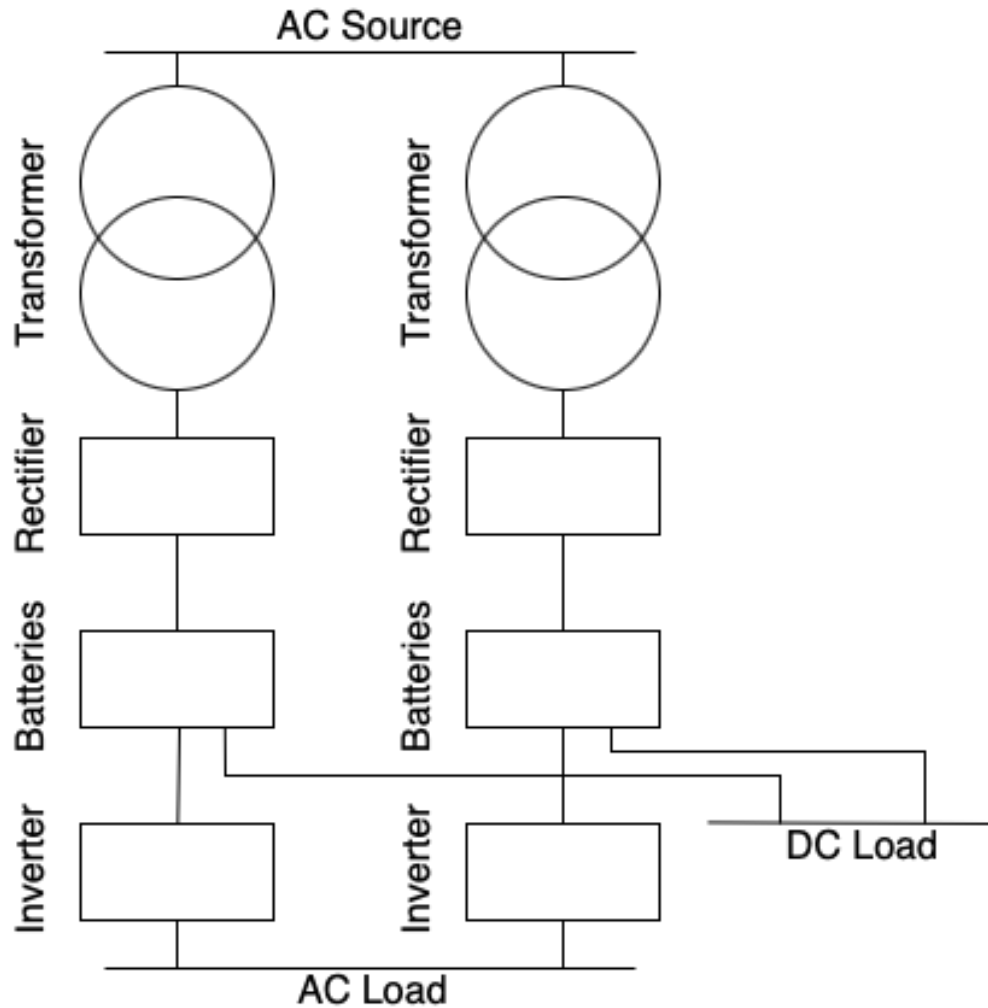 AC Source
Transformer
Transformer
Rectifier
Rectifier
Batteries
Batteries
Inverter
Inverter
DC Load
AC Load